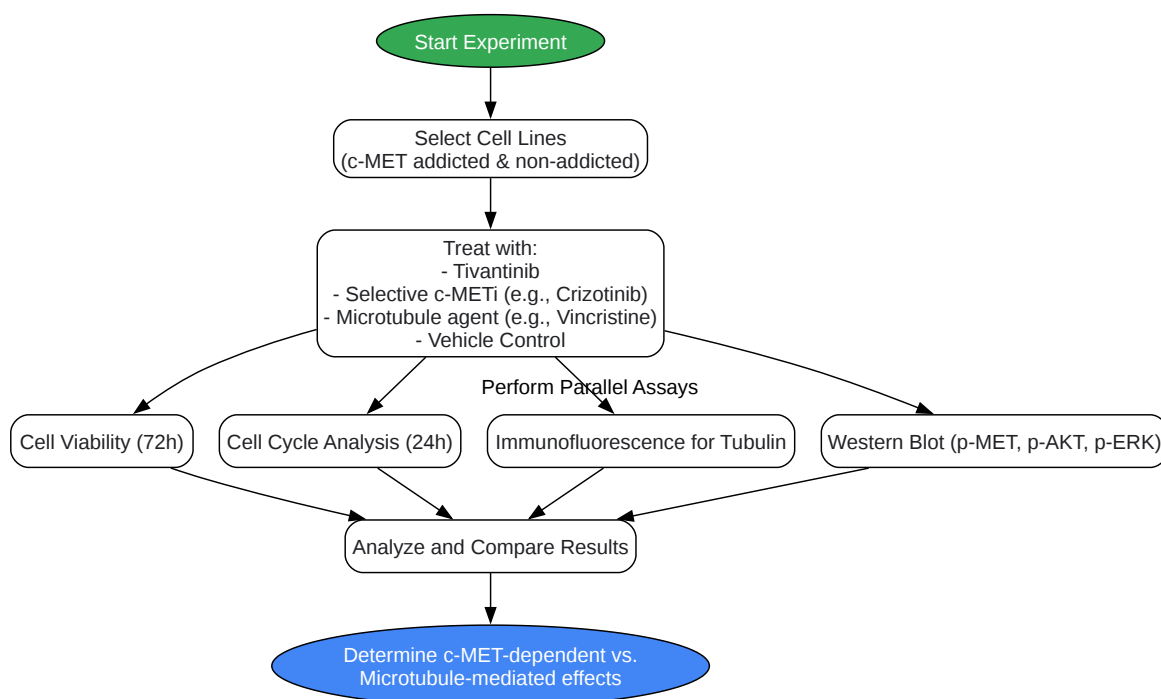 Start Experiment
Select Cell Lines
(c-MET addicted & non-addicted)
Treat with:
- Tivantinib
- Selective c-METi (e.g., Crizotinib)
- Microtubule agent (e.g., Vincristine)
- Vehicle Control
Perform Parallel Assays
Cell Viability (72h)
Cell Cycle Analysis (24h)
Immunofluorescence for Tubulin
Western Blot (p-MET, p-AKT, p-ERK)
Analyze and Compare Results
Determine c-MET-dependent vs.
Microtubule-mediated effects